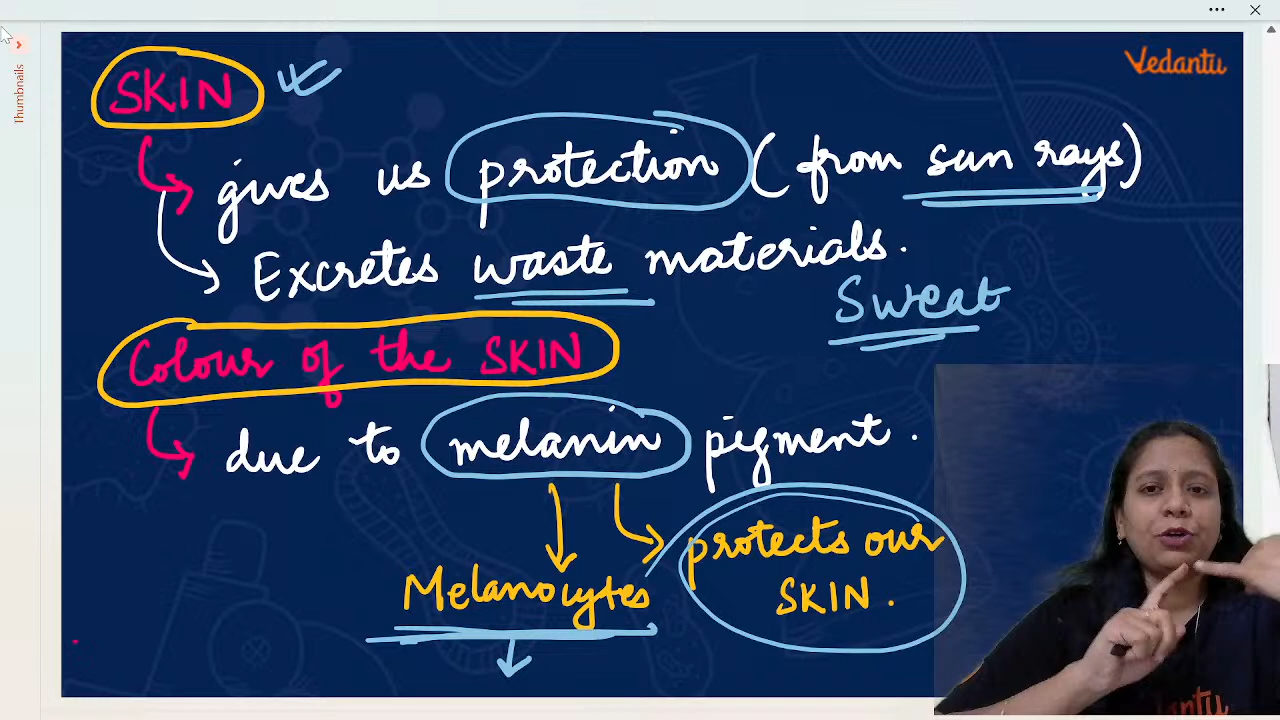 Thumbnails
Vedantu
SKIN
gives us protection (from sun rays)
Excretes waste materials.
Sweat
Colour of the SKIN
due to melanin pigment.
Melanocytes
protects our
SKIN.